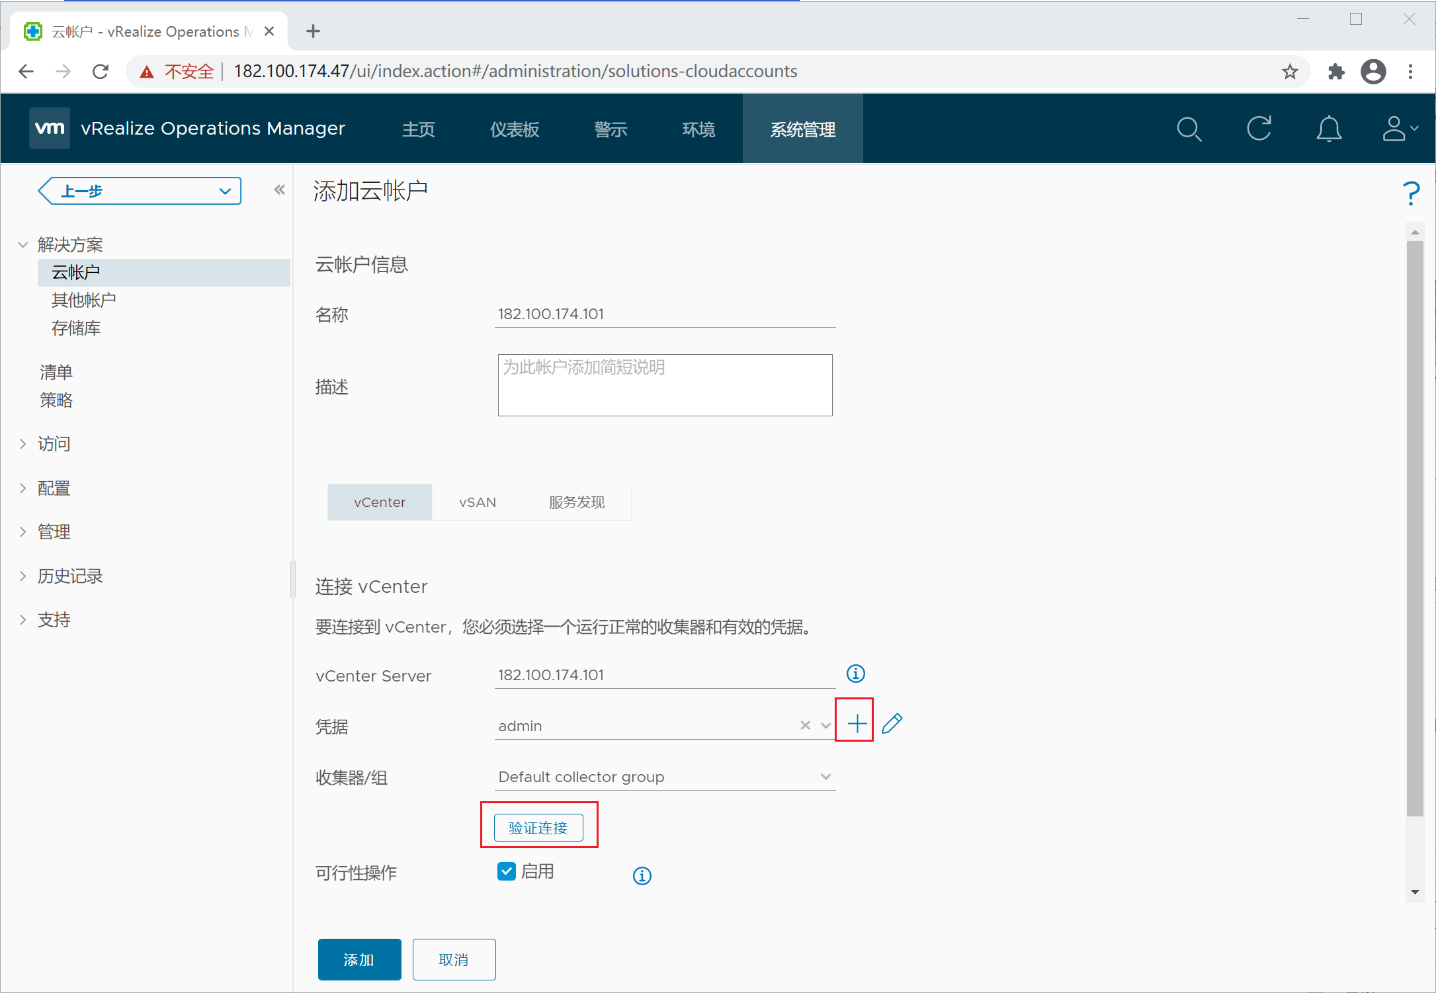 云帐户 - vRealize Operations M
不安全 | 182.100.174.47/ui/index.action#/administration/solutions-cloudaccounts
vm vRealize Operations Manager 主页 仪表板 警示 环境 系统管理
上一步
解决方案
云帐户
其他帐户
存储库
清单
策略
访问
配置
管理
历史记录
支持
添加云帐户
?
云帐户信息
名称 182.100.174.101
描述 为此帐户添加简短说明
vCenter vSAN 服务发现
连接 vCenter
要连接到 vCenter，您必须选择一个运行正常的收集器和有效的凭据。
vCenter Server 182.100.174.101
凭据 admin
收集器/组 Default collector group
验证连接
可行性操作 启用
添加 取消